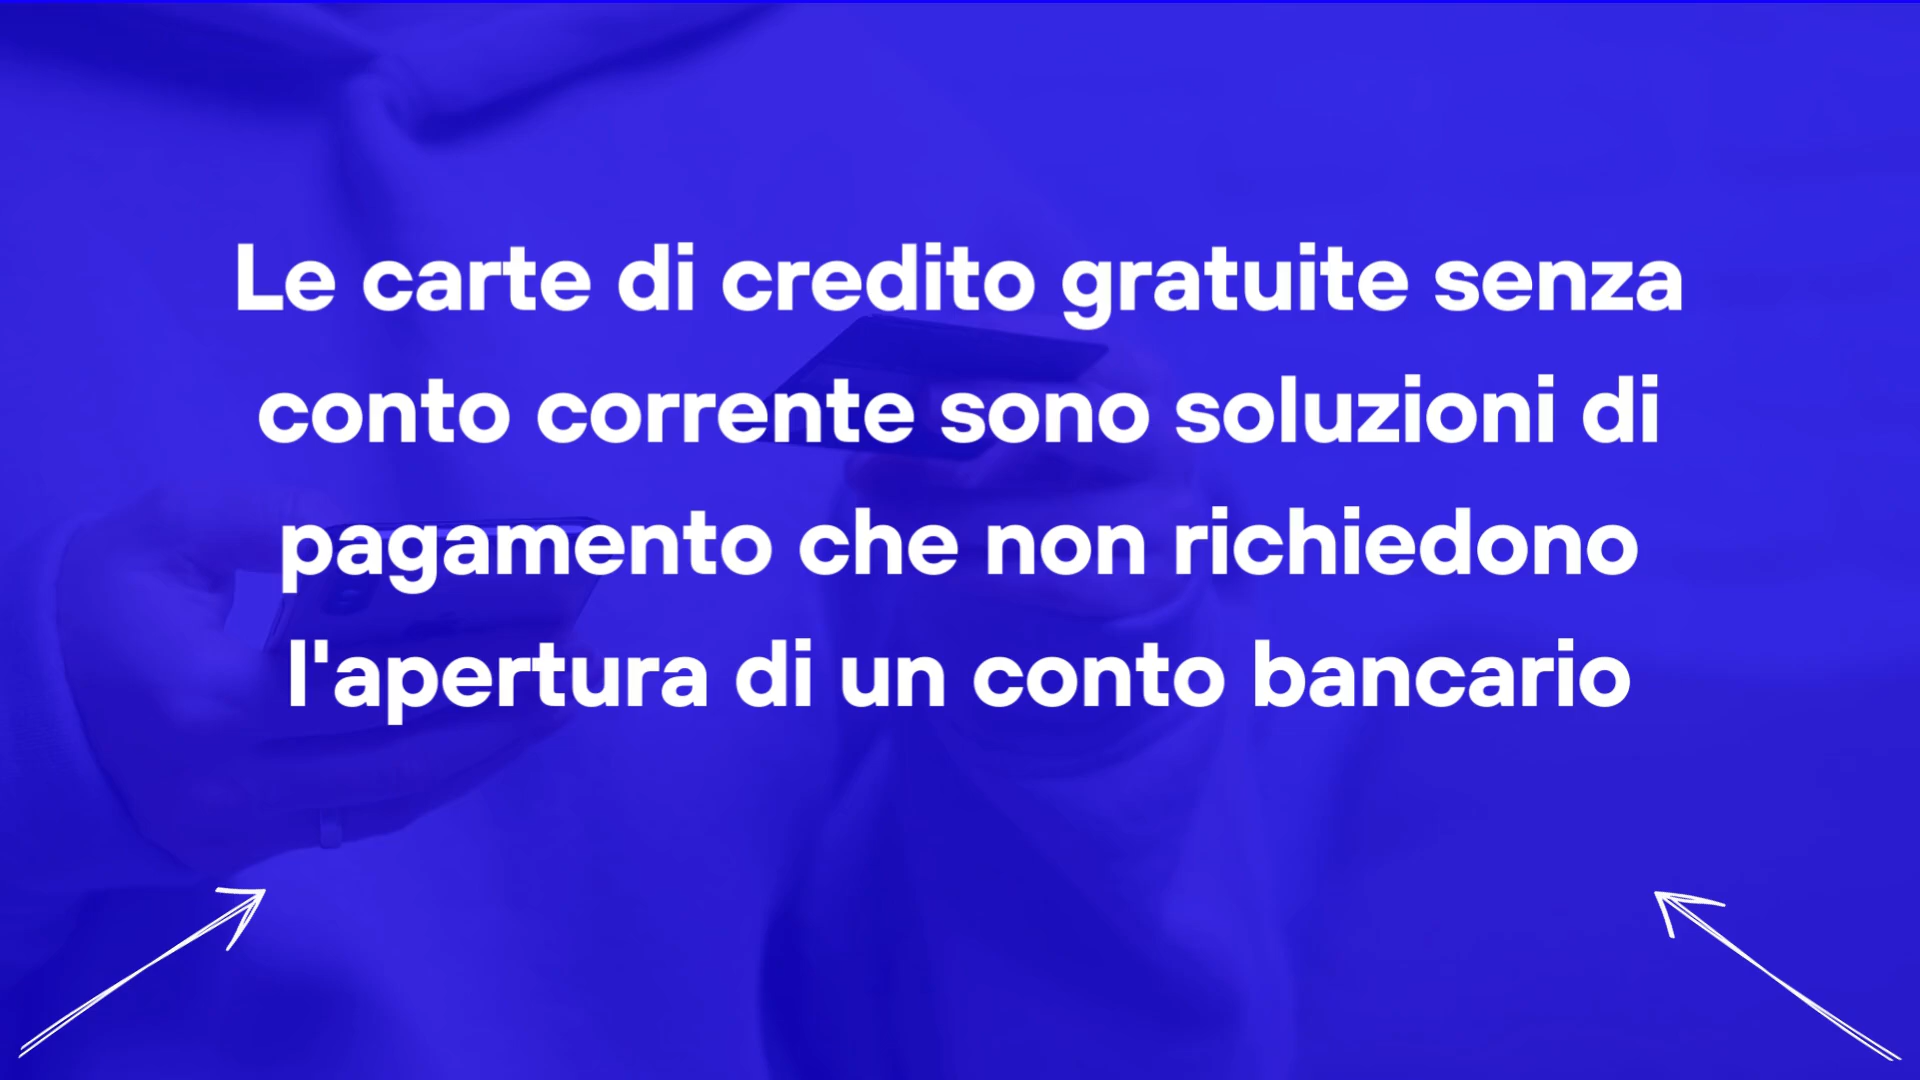 Le carte di credito gratuite senza
conto corrente sono soluzioni di
pagamento che non richiedono
l'apertura di un conto bancario